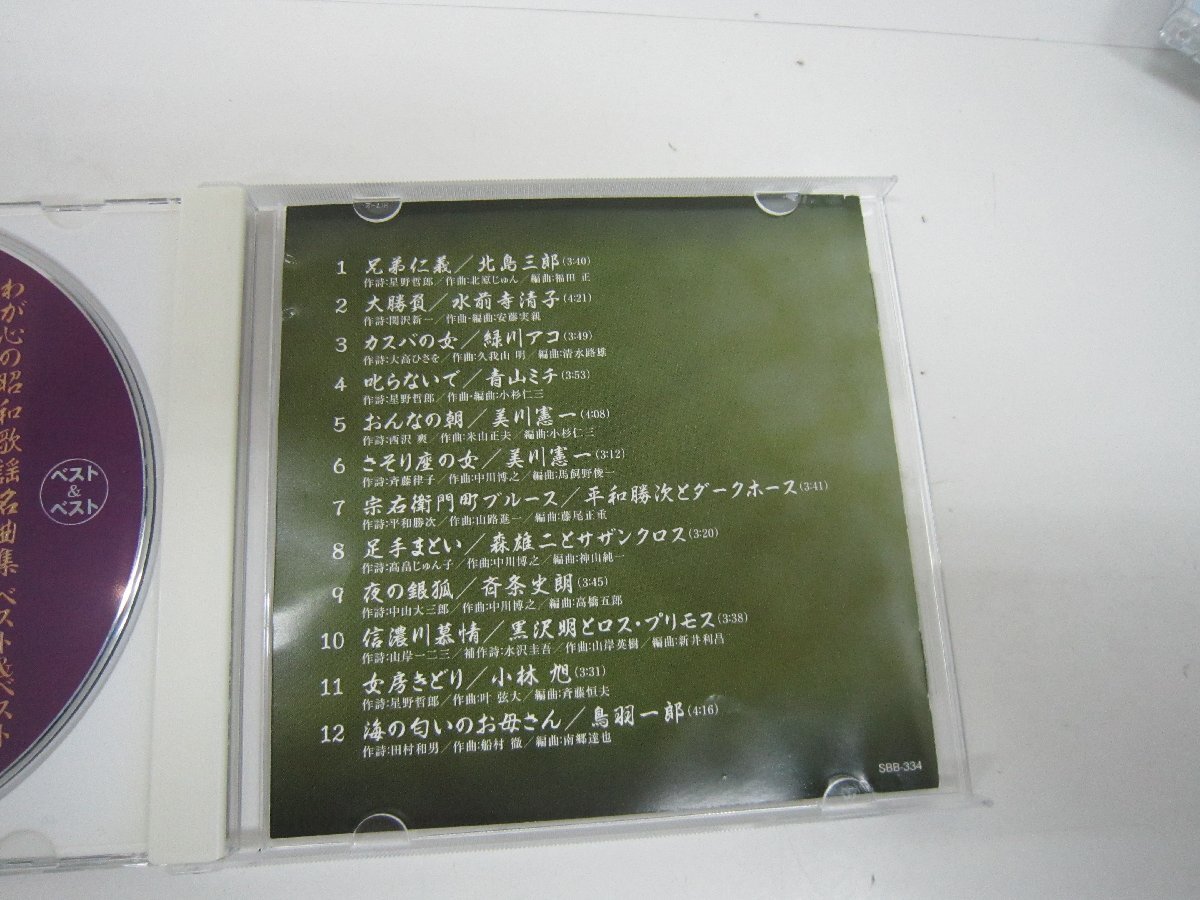 わが心の昭和歌謡名曲集 ベスト&ベスト
ベスト
&
ベスト
1 兄弟仁義／北島三郎(3:40)
作詩:星野哲郎／作曲:北原じゅん／編曲:福田 正
2 大勝負／水前寺清子(4:21)
作詩:関沢新一／作曲・編曲:安藤実親
3 カスバの女／緑川アコ(3:49)
作詩:大高ひさを／作曲:久我山 明／編曲:清水路雄
4 叱らないで／青山ミチ(3:53)
作詩:星野哲郎／作曲・編曲:小杉仁三
5 おんなの朝／美川憲一(4:08)
作詩:西沢 爽／作曲:米山正夫／編曲:小杉仁三
6 さそり座の女／美川憲一(3:12)
作詩:斉藤律子／作曲:中川博之／編曲:馬飼野俊一
7 宗右衛門町ブルース／平和勝次とダークホース(3:41)
作詩:平和勝次／作曲:山路進一／編曲:藤尾正重
8 足手まとい／森雄二とサザンクロス(3:20)
作詩:高畠じゅん子／作曲:中川博之／編曲:神山純一
9 夜の銀狐／斉条史朗(3:45)
作詩:中山大三郎／作曲:中川博之／編曲:高橋五郎
10 信濃川慕情／黒沢明とロス・プリモス(3:38)
作詩:山岸一二三／補作詩:水沢圭吾／作曲:山岸英樹／編曲:新井利昌
11 女房きどり／小林 旭(3:31)
作詩:星野哲郎／作曲:叶 弦大／編曲:斉藤恒夫
12 海の匂いのお母さん／鳥羽一郎(4:16)
作詩:田村和男／作曲:船村 徹／編曲:南郷達也
SBB-334